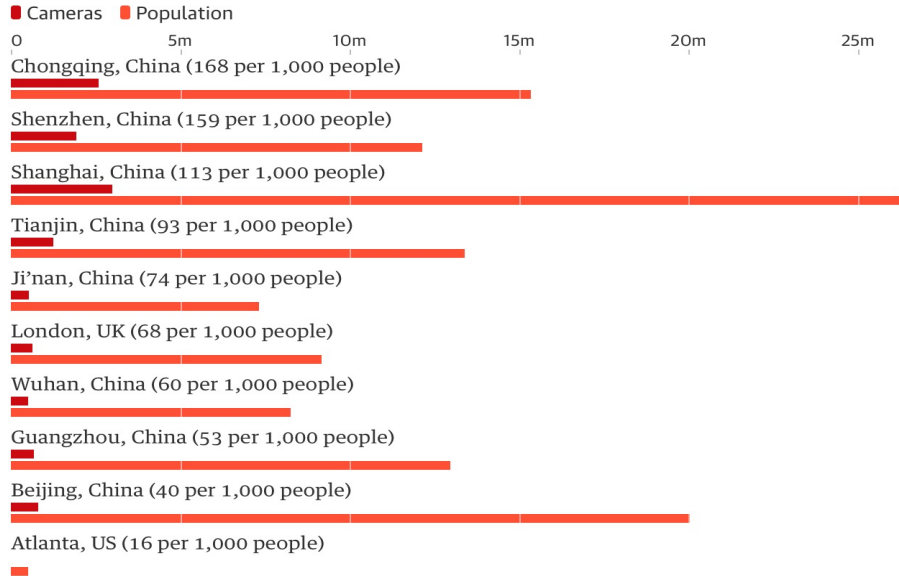 Cameras Population
0 5m 10m 15m 20m 25m
Chongqing, China (168 per 1,000 people)
Shenzhen, China (159 per 1,000 people)
Shanghai, China (113 per 1,000 people)
Tianjin, China (93 per 1,000 people)
Ji’nan, China (74 per 1,000 people)
London, UK (68 per 1,000 people)
Wuhan, China (60 per 1,000 people)
Guangzhou, China (53 per 1,000 people)
Beijing, China (40 per 1,000 people)
Atlanta, US (16 per 1,000 people)